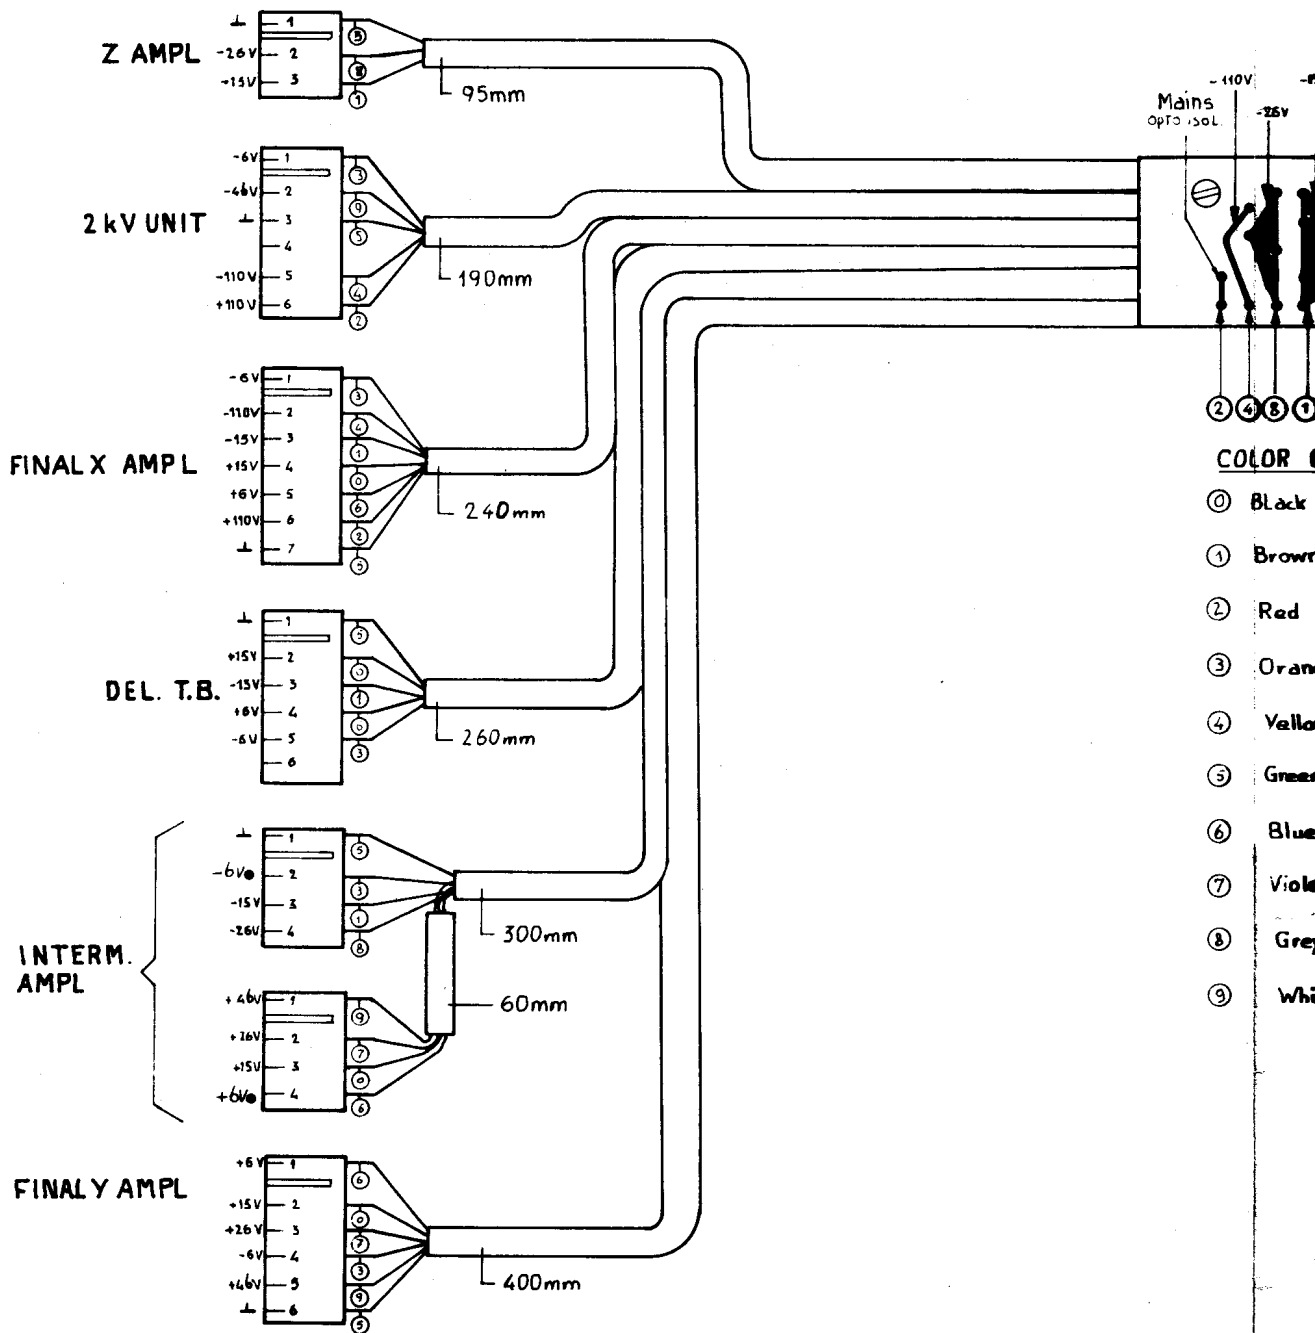 Z AMPL
⊥ 1 ⑤
-26V 2 ⑧
-15V 3 ①
95mm
2kV UNIT
-6V 1 ③
-46V 2 ⑨
⊥ 3 ⑤
4
-110V 5 ④
+110V 6 ②
190mm
FINAL X AMPL
-6V 1 ③
-110V 2 ④
-15V 3 ①
+15V 4 ⓪
+6V 5 ⑥
+110V 6 ②
⊥ 7 ⑤
240mm
DEL. T.B.
⊥ 1 ⑤
+15V 2 ⓪
-15V 3 ①
+6V 4 ⓪
-6V 5 ③
6
260mm
INTERM.
AMPL
⊥ 1 ⑤
-6V● 2 ③
-15V 3 ①
-26V 4 ⑧
300mm
60mm
+46V 1 ⑨
+26V 2 ⑦
+15V 3 ⓪
+6V● 4 ⑥
FINAL Y AMPL
+6V 1 ⑥
+15V 2 ⓪
+26V 3 ⑦
-6V 4 ③
+46V 5 ⑨
⊥ 6 ⑤
400mm
Mains
OPTO ISOL.
-110V
-26V
② ④ ⑧ ①
COLOR
⓪ Black
① Brown
② Red
③ Oran
④ Yello
⑤ Green
⑥ Blue
⑦ Viole
⑧ Grey
⑨ Whi